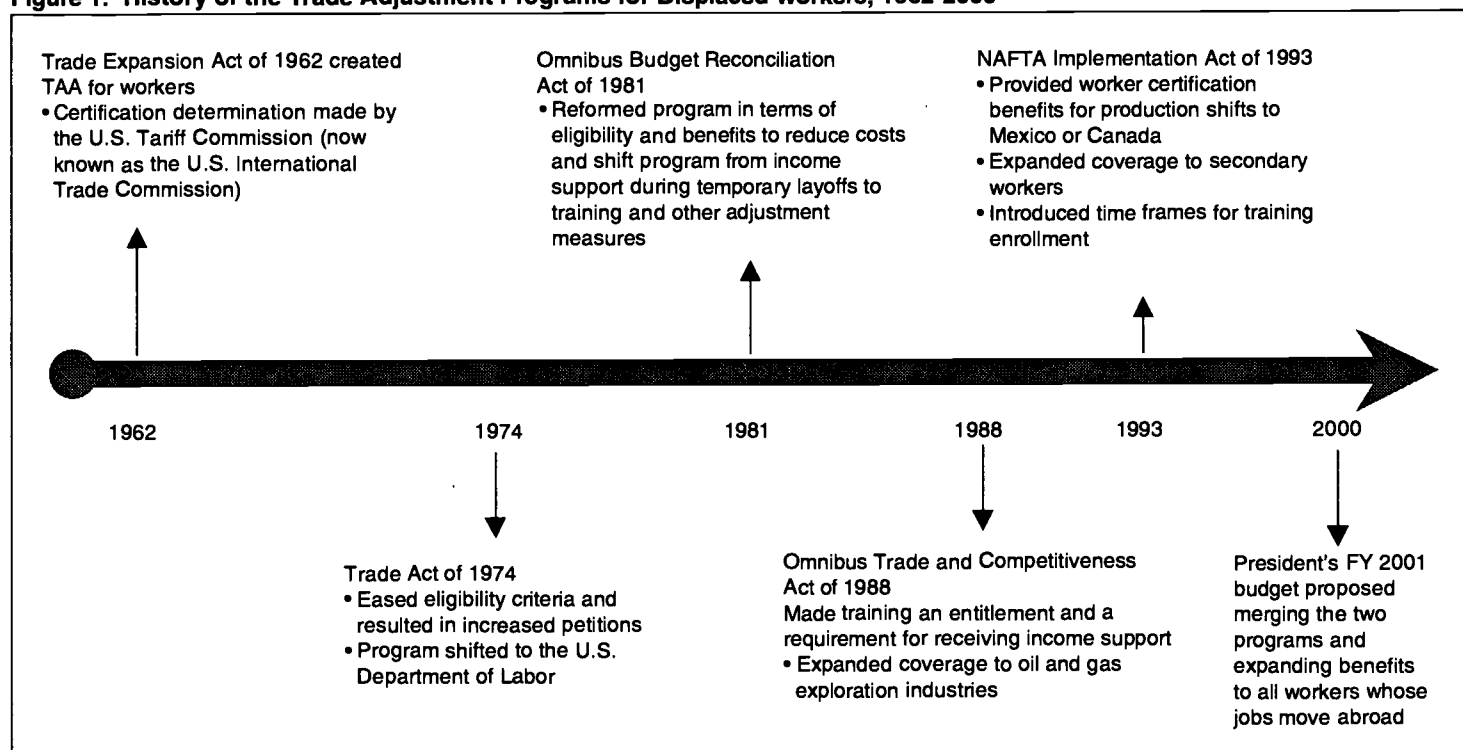 Figure 1: History of the Trade Adjustment Programs for Displaced Workers, 1962-2000
Trade Expansion Act of 1962 created
TAA for workers
• Certification determination made by
the U.S. Tariff Commission (now
known as the U.S. International
Trade Commission)
Omnibus Budget Reconciliation
Act of 1981
• Reformed program in terms of
eligibility and benefits to reduce costs
and shift program from income
support during temporary layoffs to
training and other adjustment
measures
NAFTA Implementation Act of 1993
• Provided worker certification
benefits for production shifts to
Mexico or Canada
• Expanded coverage to secondary
workers
• Introduced time frames for training
enrollment
1962
1974
1981
1988
1993
2000
Trade Act of 1974
• Eased eligibility criteria and
resulted in increased petitions
• Program shifted to the U.S.
Department of Labor
Omnibus Trade and Competitiveness
Act of 1988
Made training an entitlement and a
requirement for receiving income support
• Expanded coverage to oil and gas
exploration industries
President's FY 2001
budget proposed
merging the two
programs and
expanding benefits
to all workers whose
jobs move abroad